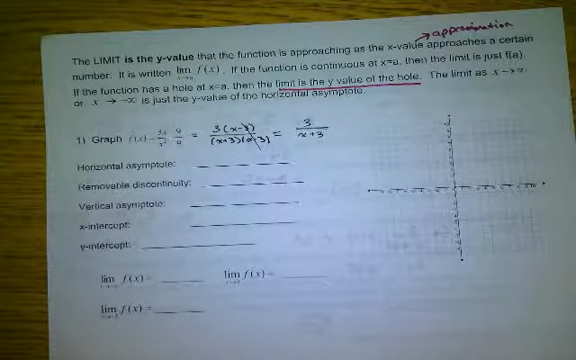 approximation
The LIMIT is the y-value that the function is approaching as the x-value approaches a certain
number. It is written lim f(x). If the function is continuous at x=a, then the limit is just f(a).
If the function has a hole at x=a, then the limit is the y value of the hole. The limit as x→∞
or x → -∞ is just the y-value of the horizontal asymptote.
1) Graph f(x) = 3x-9/x²-9 = 3(x-3)/(x+3)(x-3) = 3/x+3
Horizontal asymptote:
Removable discontinuity:
Vertical asymptote:
x-intercept:
y-intercept:
lim f(x) = lim f(x) =
lim f(x) =